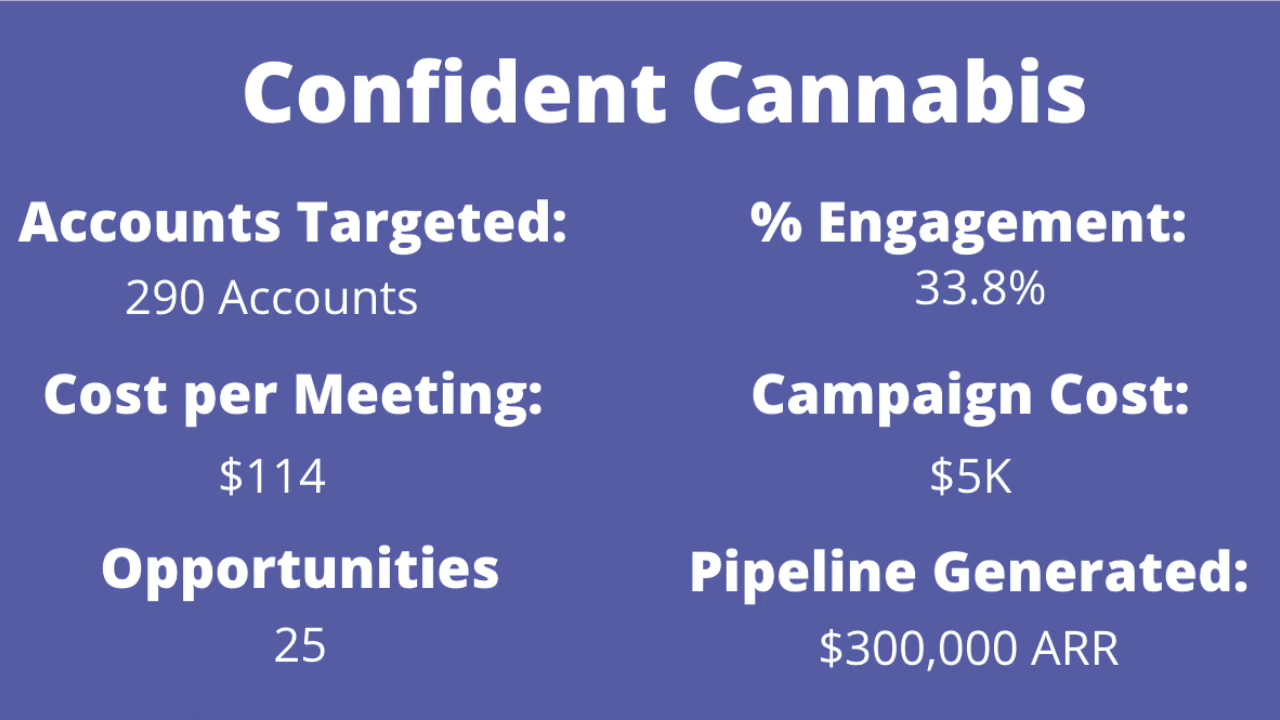 Confident Cannabis
Accounts Targeted:
290 Accounts
% Engagement:
33.8%
Cost per Meeting:
$114
Campaign Cost:
$5K
Opportunities
25
Pipeline Generated:
$300,000 ARR